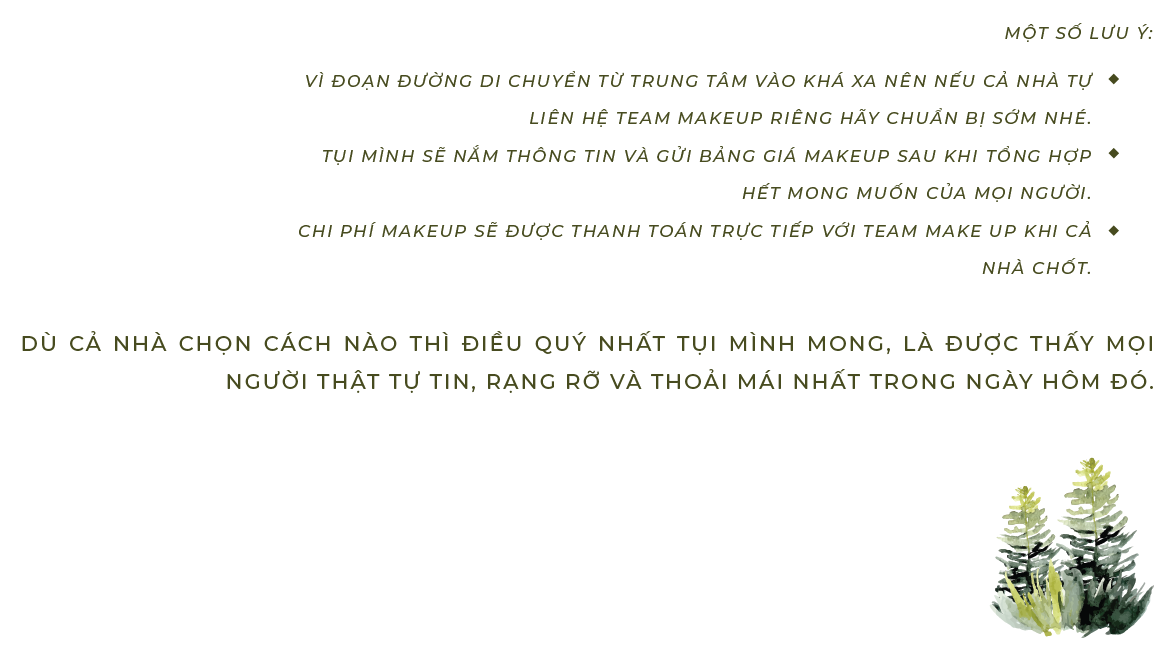 MỘT SỐ LƯU Ý:
VÌ ĐOẠN ĐƯỜNG DI CHUYỂN TỪ TRUNG TÂM VÀO KHÁ XA NÊN NẾU CẢ NHÀ TỰ
LIÊN HỆ TEAM MAKEUP RIÊNG HÃY CHUẨN BỊ SỚM NHÉ.
TỤI MÌNH SẼ NẮM THÔNG TIN VÀ GỬI BẢNG GIÁ MAKEUP SAU KHI TỔNG HỢP
HẾT MONG MUỐN CỦA MỌI NGƯỜI.
CHI PHÍ MAKEUP SẼ ĐƯỢC THANH TOÁN TRỰC TIẾP VỚI TEAM MAKE UP KHI CẢ
NHÀ CHỐT.
DÙ CẢ NHÀ CHỌN CÁCH NÀO THÌ ĐIỀU QUÝ NHẤT TỤI MÌNH MONG, LÀ ĐƯỢC THẤY MỌI
NGƯỜI THẬT TỰ TIN, RẠNG RỠ VÀ THOẢI MÁI NHẤT TRONG NGÀY HÔM ĐÓ.